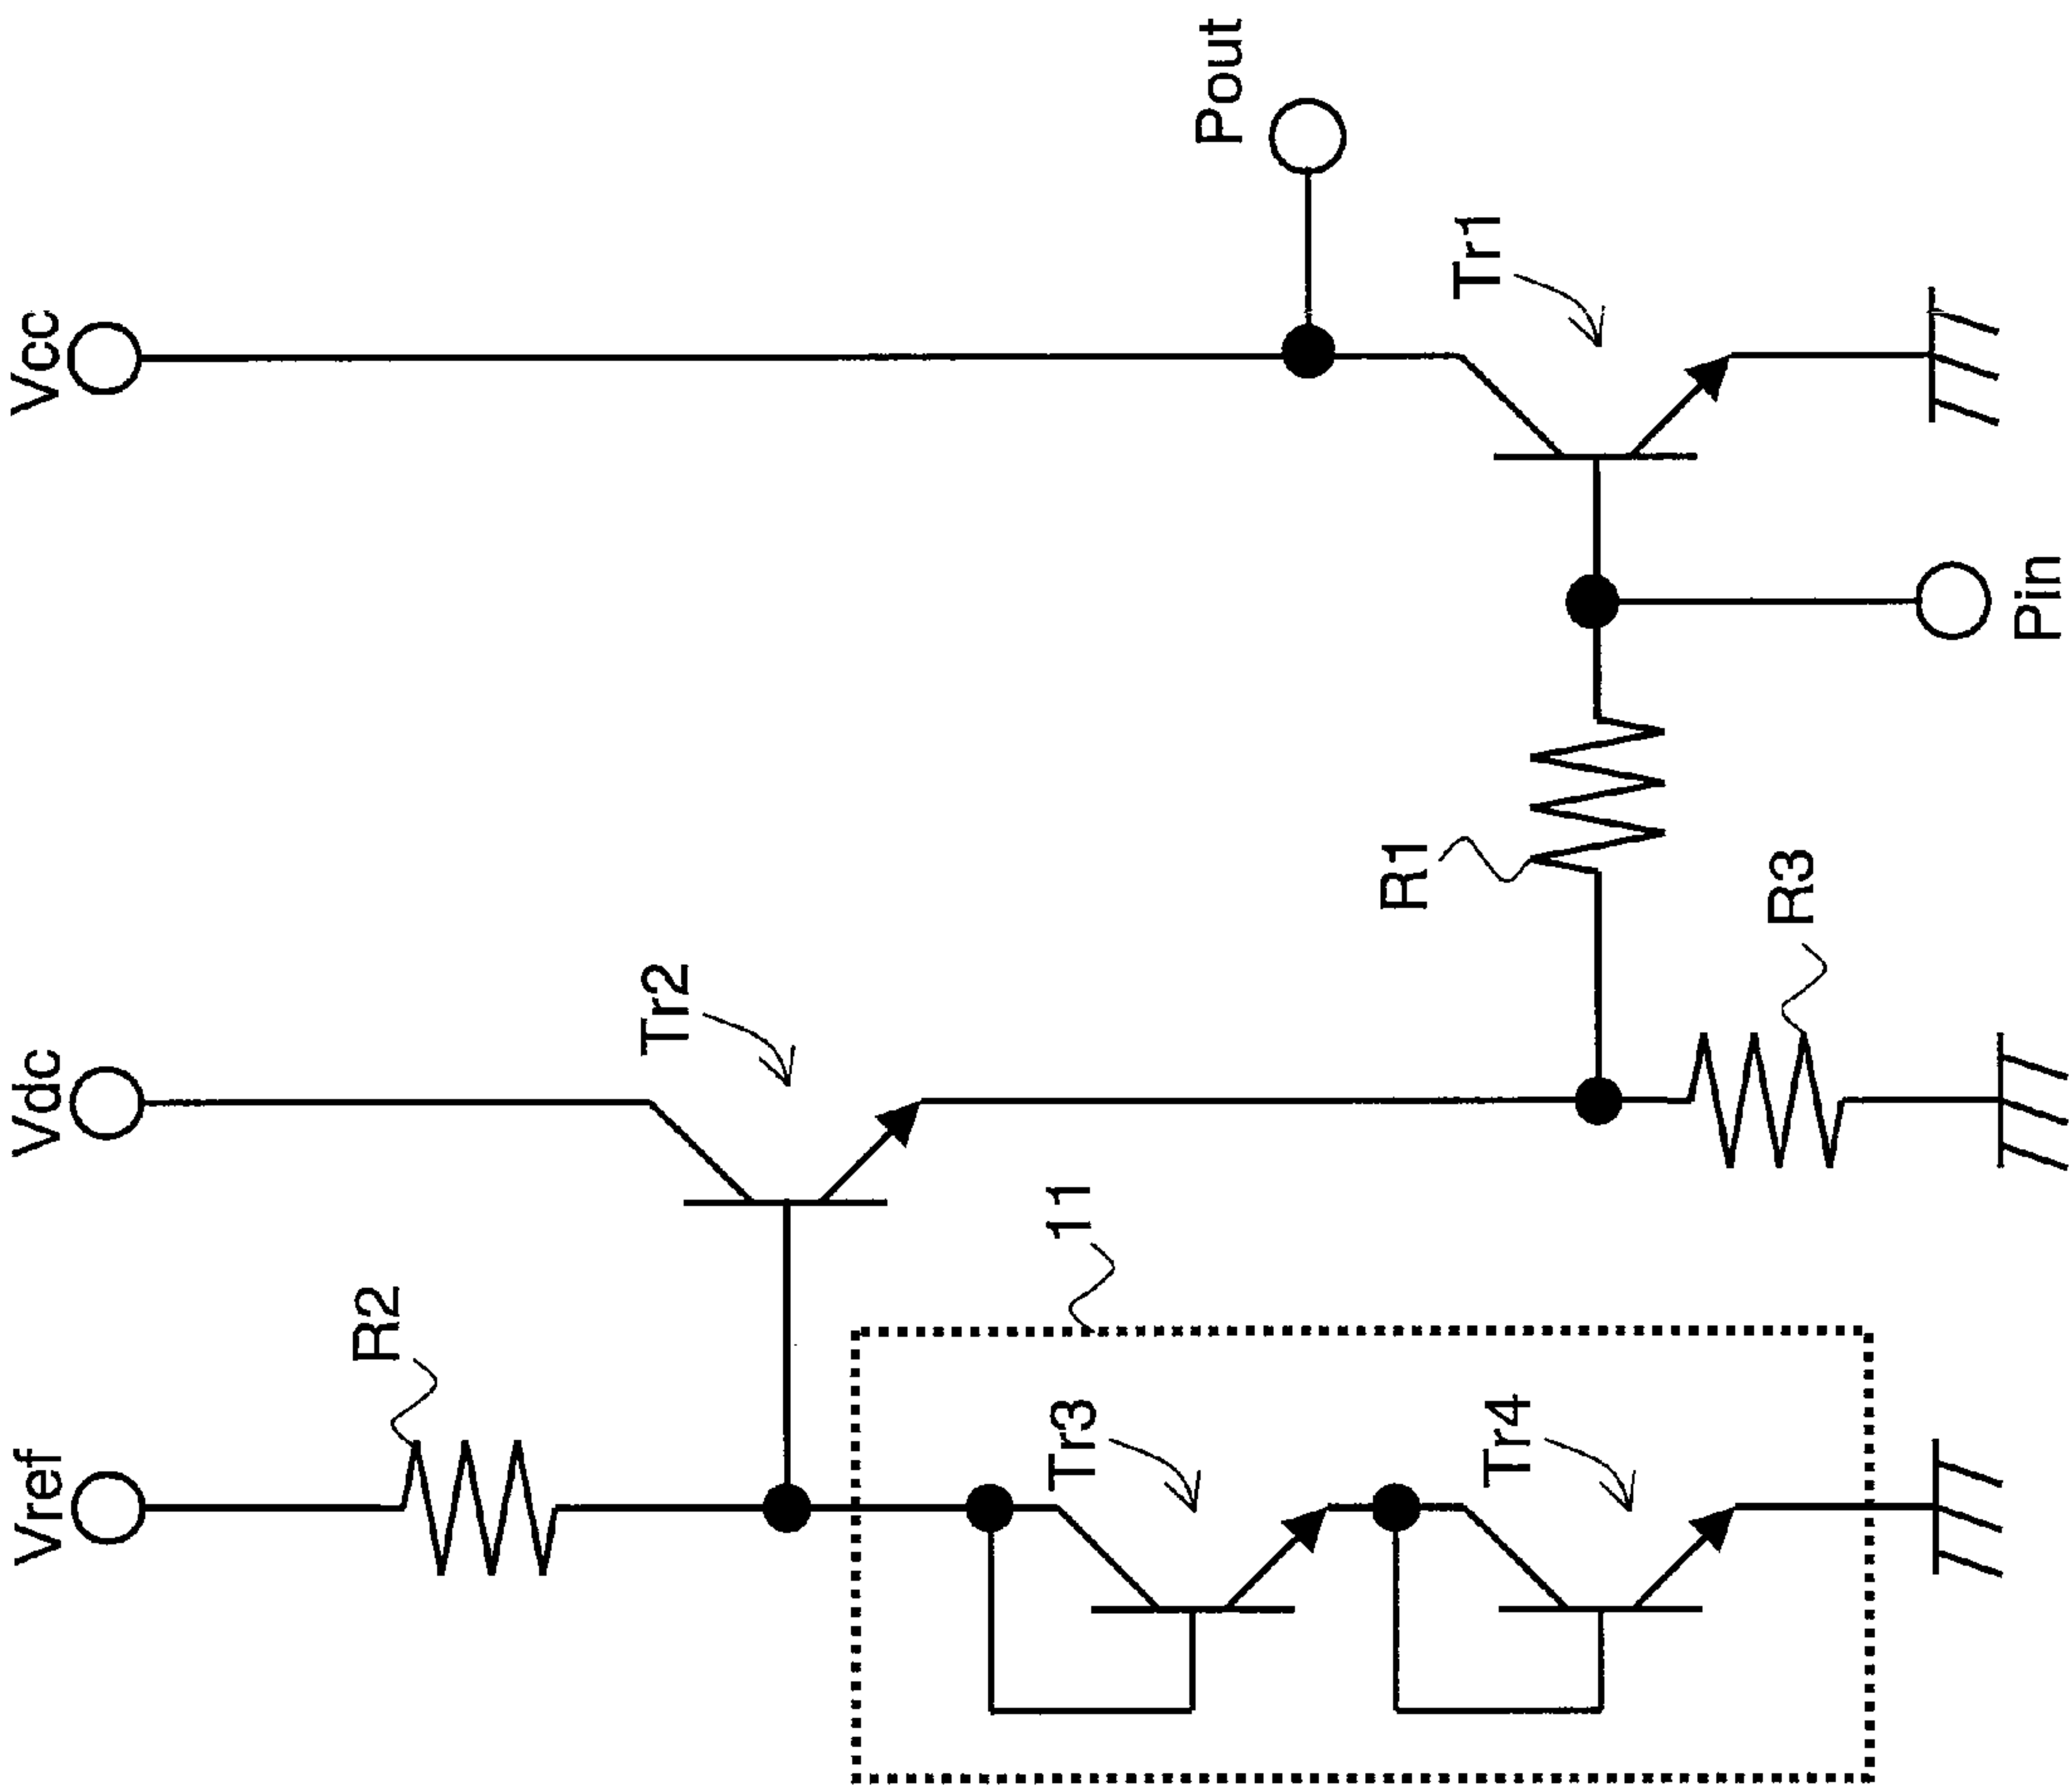 Vref
Vdc
Vcc
R2
Tr2
11
Tr3
Tr4
R1
R3
Pout
Tr1
Pin